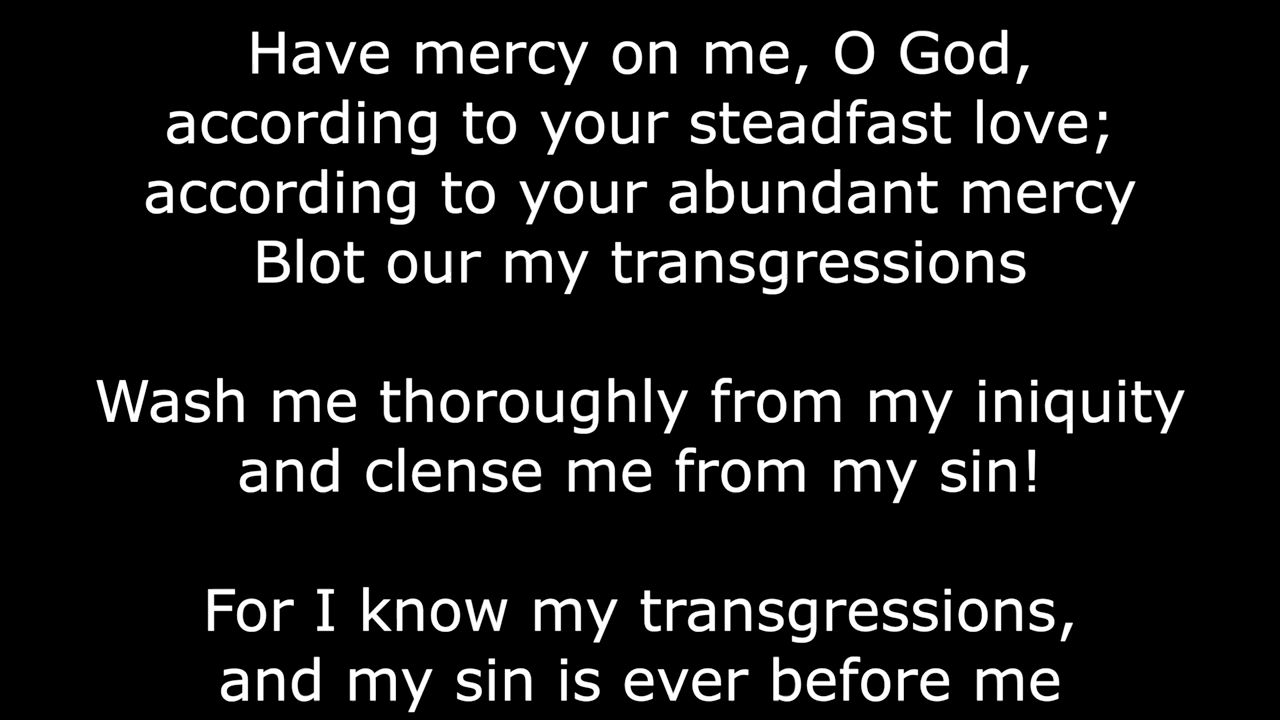 Have mercy on me, O God,
according to your steadfast love;
according to your abundant mercy
Blot our my transgressions
Wash me thoroughly from my iniquity
and clense me from my sin!
For I know my transgressions,
and my sin is ever before me